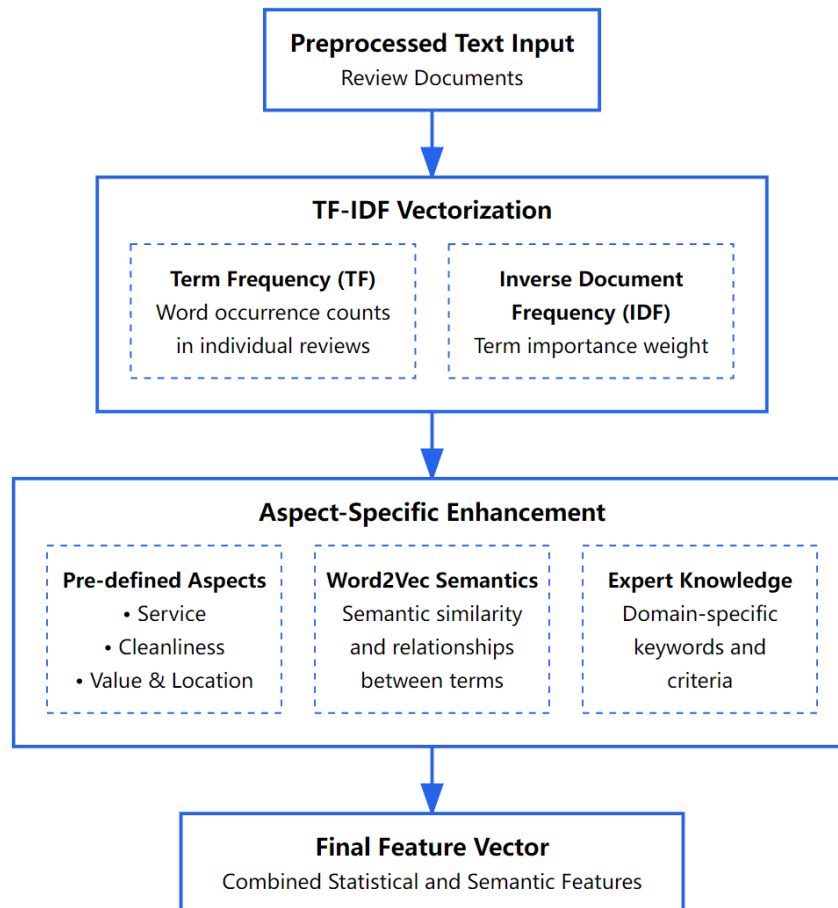 Preprocessed Text Input
Review Documents
TF-IDF Vectorization
Term Frequency (TF)
Word occurrence counts
in individual reviews
Inverse Document
Frequency (IDF)
Term importance weight
Aspect-Specific Enhancement
Pre-defined Aspects
• Service
• Cleanliness
• Value & Location
Word2Vec Semantics
Semantic similarity
and relationships
between terms
Expert Knowledge
Domain-specific
keywords and
criteria
Final Feature Vector
Combined Statistical and Semantic Features